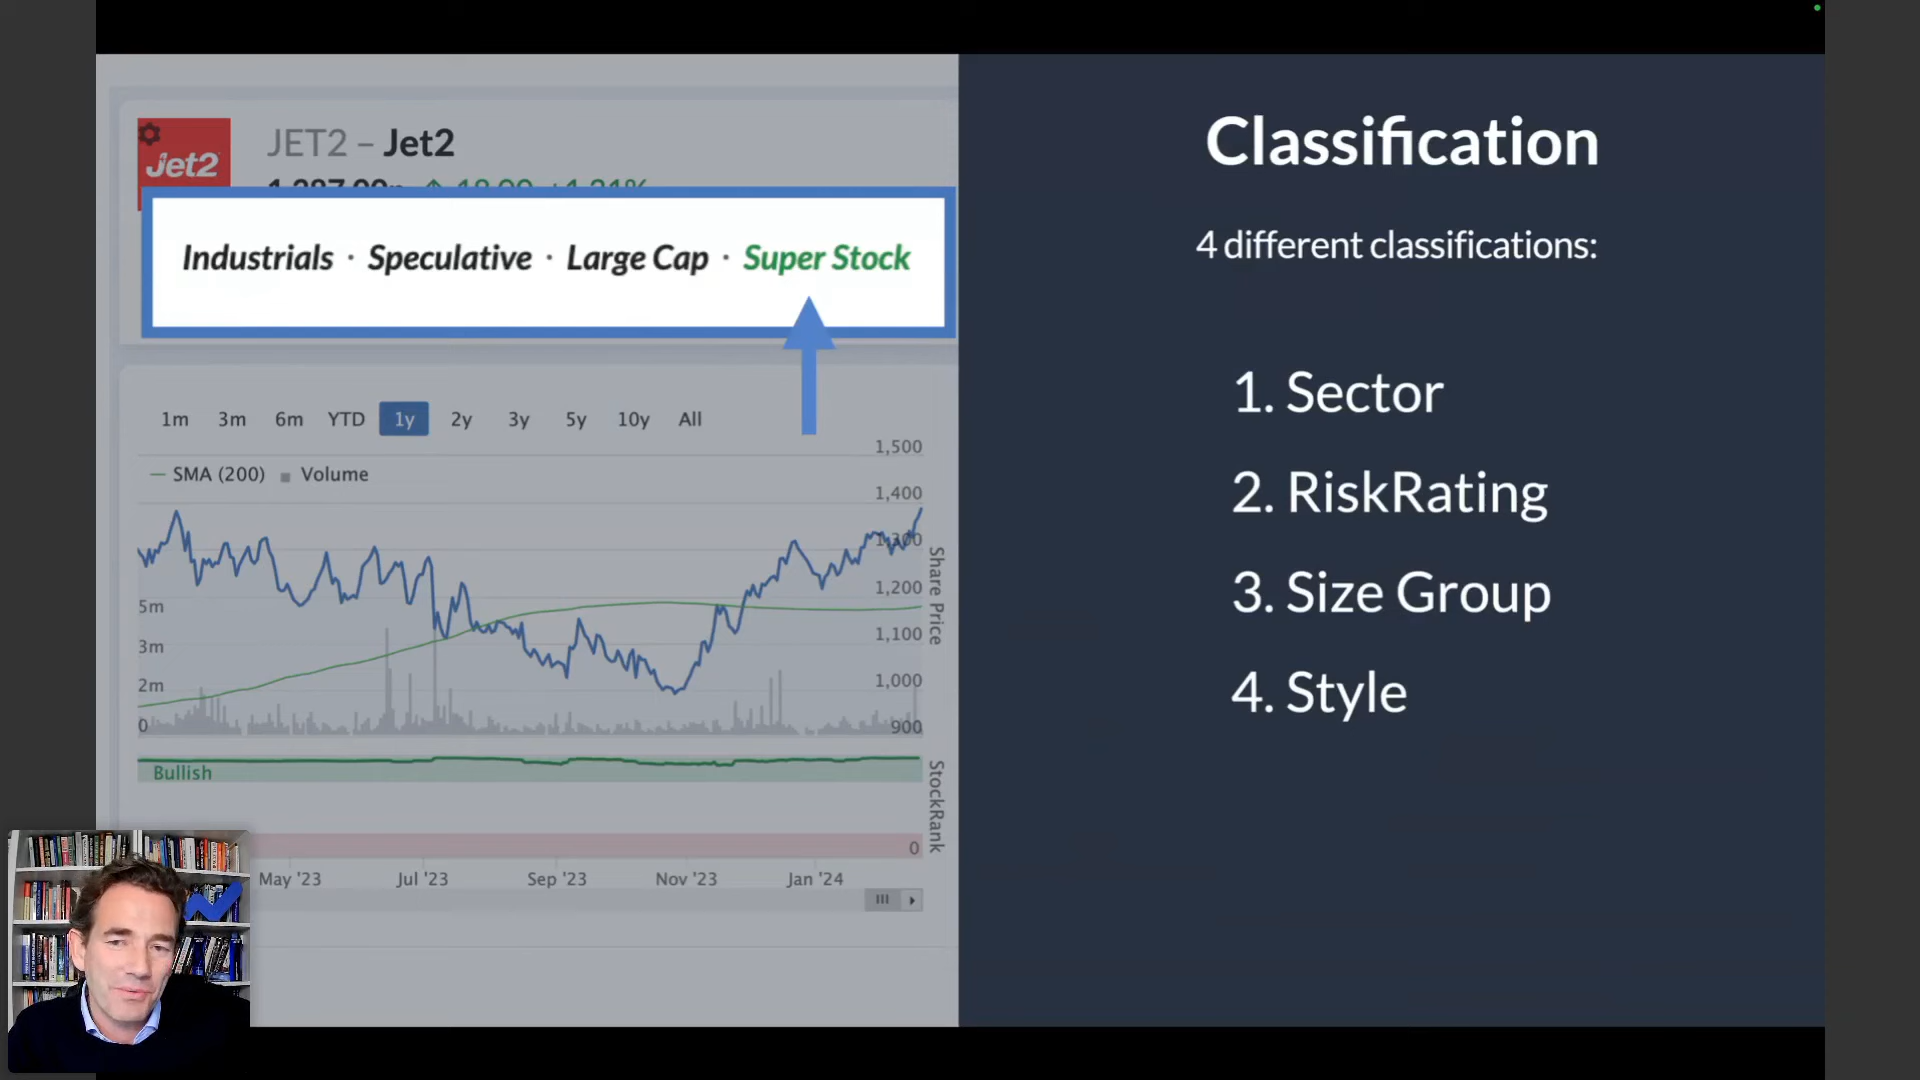 Jet2
JET2 – Jet2
Industrials · Speculative · Large Cap · Super Stock
1m 3m 6m YTD 1y 2y 3y 5y 10y All
SMA (200) Volume
1,500
1,400
1,300
1,200
1,100
1,000
900
5m
3m
2m
0
Share Price
Bullish
StockRank
0
May '23 Jul '23 Sep '23 Nov '23 Jan '24
Classification
4 different classifications:
1. Sector
2. RiskRating
3. Size Group
4. Style